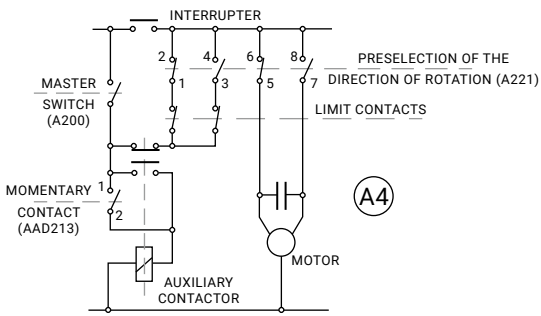 INTERRUPTER
2
4
6
8
PRESELECTION OF THE
DIRECTION OF ROTATION (A221)
1
3
5
7
MASTER
SWITCH
(A200)
LIMIT CONTACTS
1
MOMENTARY
CONTACT
(AAD213)
2
A4
MOTOR
AUXILIARY
CONTACTOR